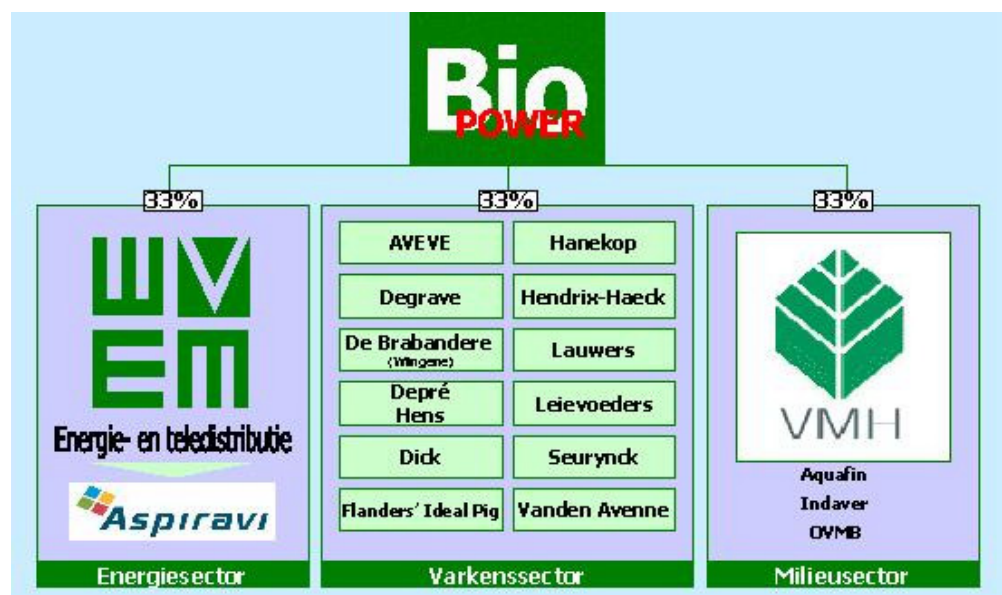 Bio
POWER
33%
33%
33%
WVEM
Energie- en teledistributie
Aspiravi
Energiesector
AVEVE
Hanekop
Degrave
Hendrix-Haeck
De Brabandere
(Wingene)
Lauwers
Depré
Hens
Leievoeders
Dick
Seurynck
Flanders' Ideal Pig
Vanden Avenne
Varkenssector
VMH
Aquafin
Indaver
OVMB
Milieusector